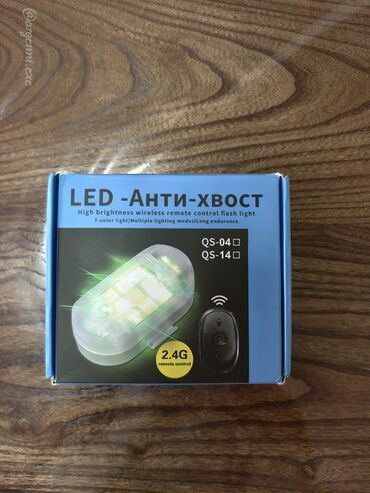 LED -АНТИ-ХВОСТ
High brightness wireless remote control flash light
7-color light|Multiple lighting modes|Long endurance
QS-04
QS-14
2.4G
remote control